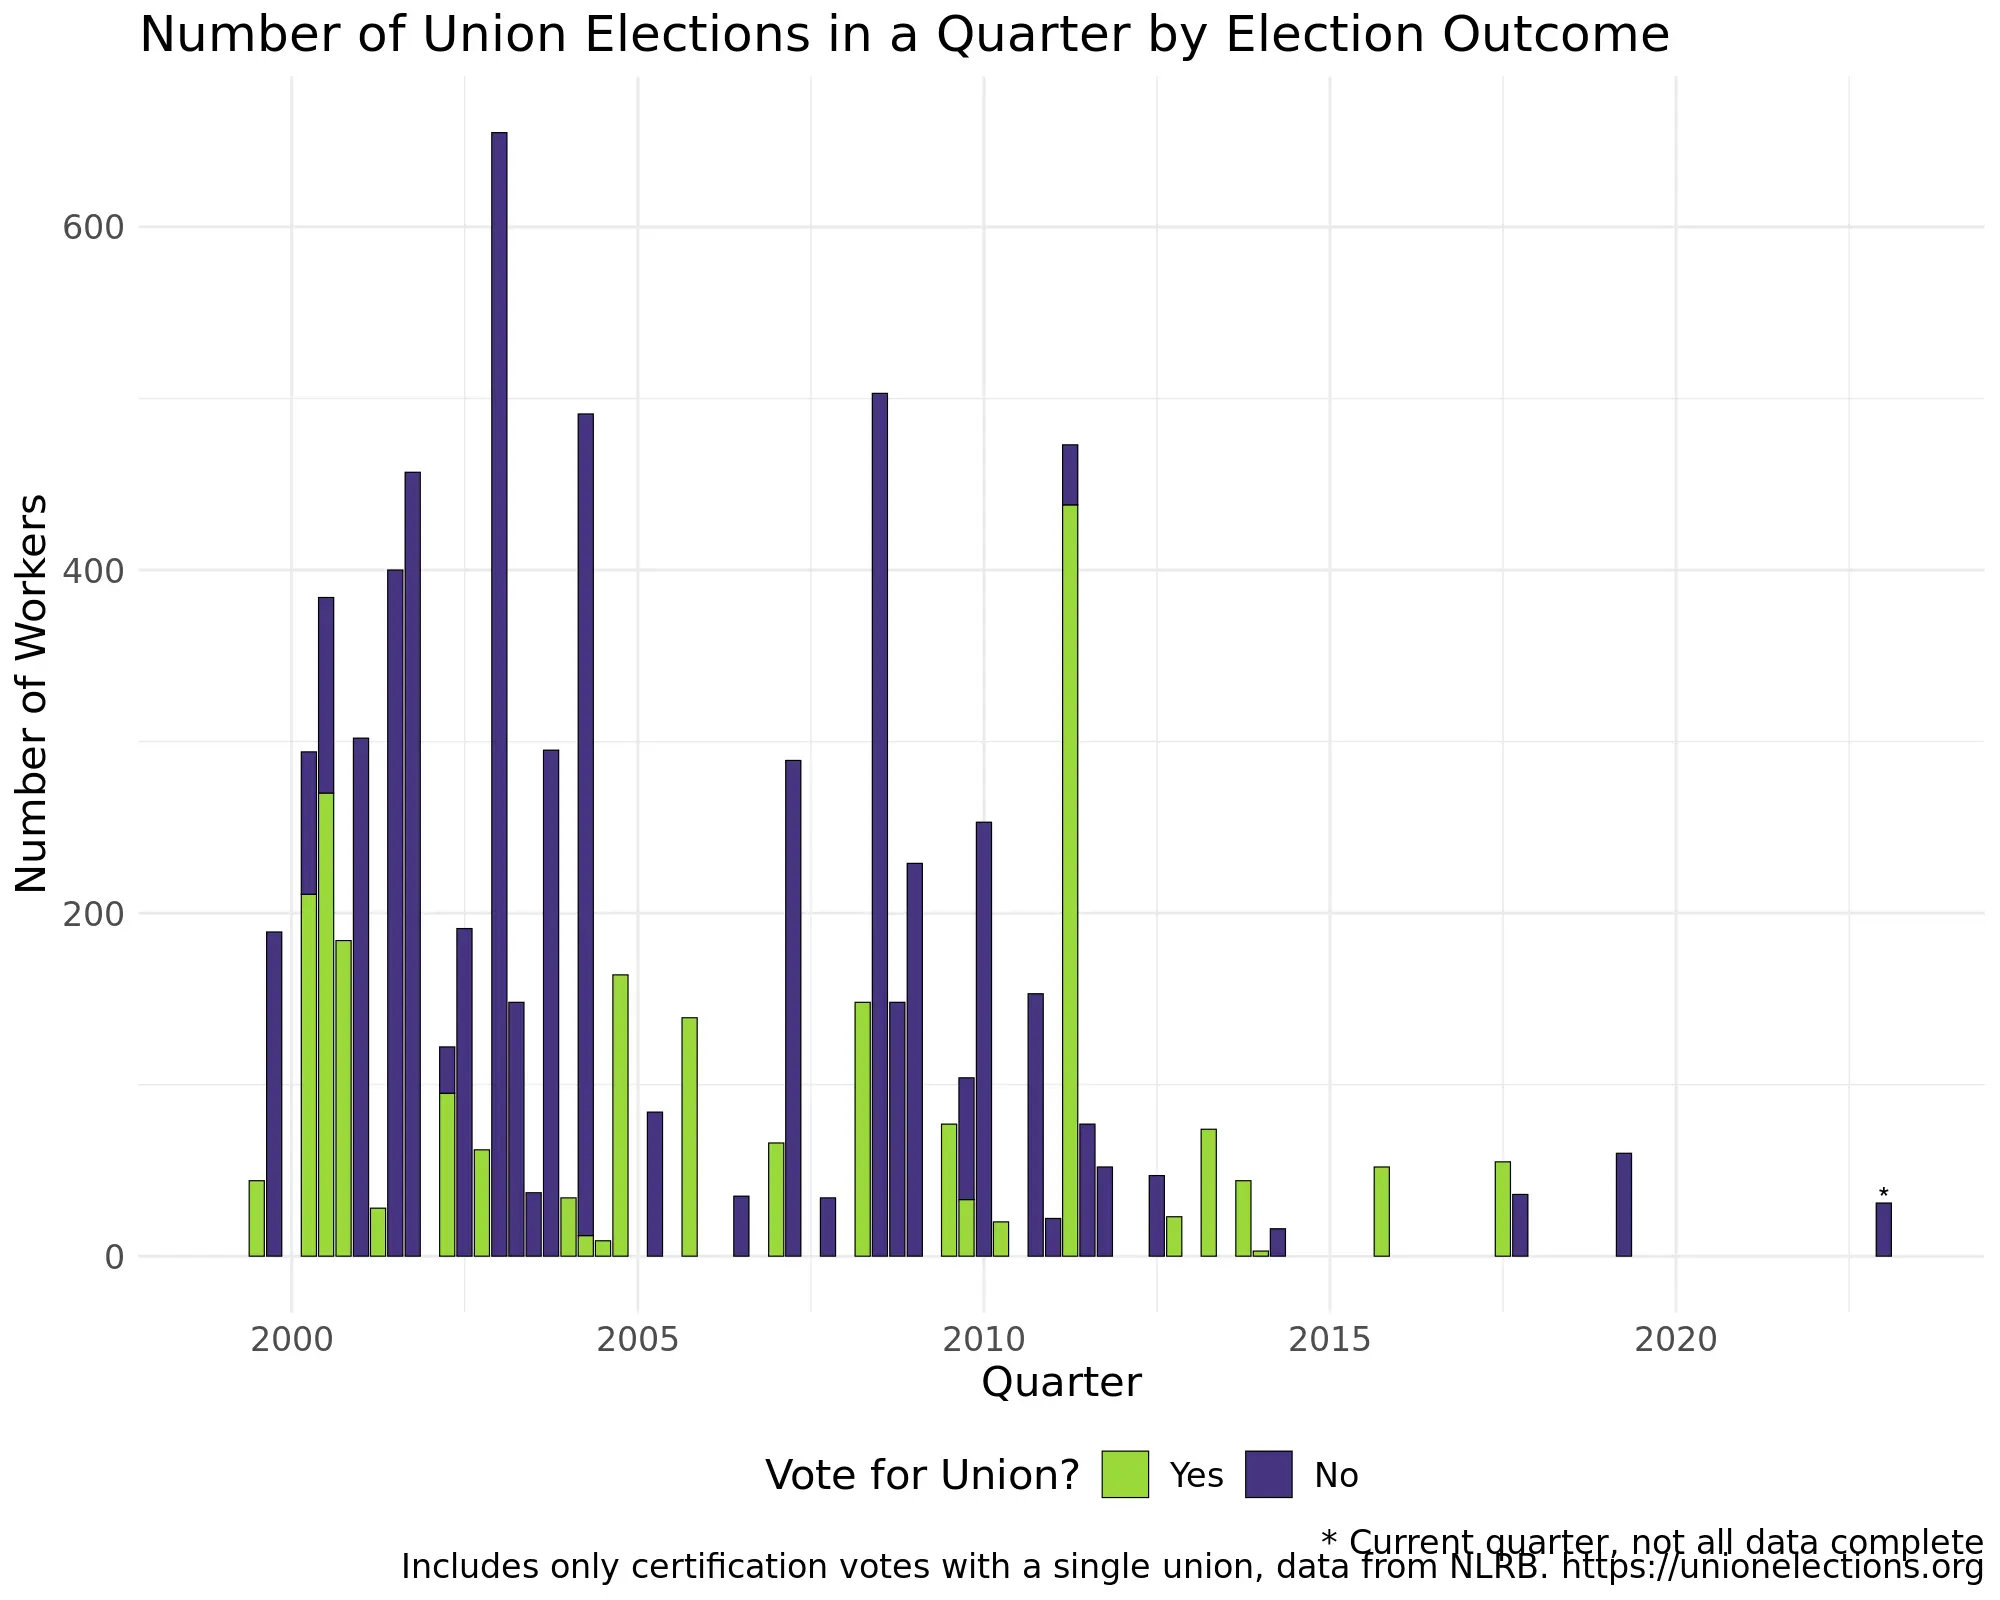 Number of Union Elections in a Quarter by Election Outcome
Number of Workers
600
400
200
0
*
2000 2005 2010 2015 2020
Quarter
Vote for Union? Yes No
* Current quarter, not all data complete
Includes only certification votes with a single union, data from NLRB. https://unionelections.org